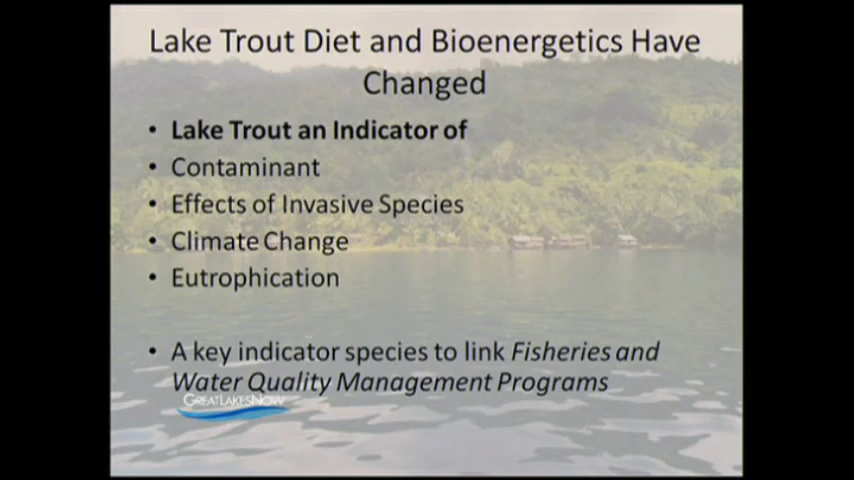 Lake Trout Diet and Bioenergetics Have
Changed
• Lake Trout an Indicator of
• Contaminant
• Effects of Invasive Species
• Climate Change
• Eutrophication
• A key indicator species to link Fisheries and
Water Quality Management Programs
GREATLAKESNOW